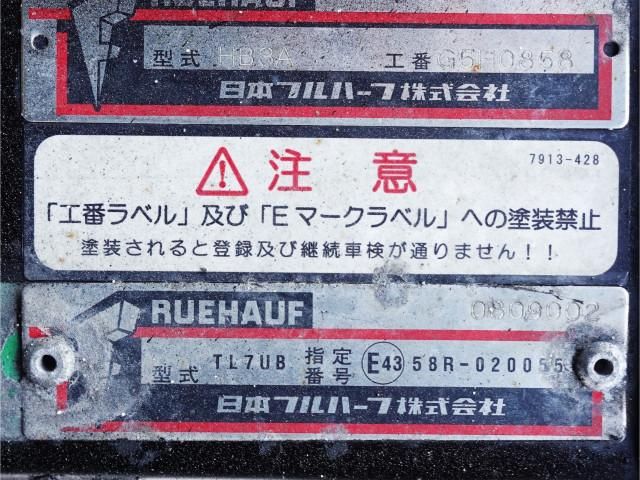 RUEHAUF
型式 HB3A 工番 G5H0858
日本フルハーフ株式会社
注意 7913-428
「工番ラベル」及び「Eマークラベル」への塗装禁止
塗装されると登録及び継続車検が通りません!!
RUEHAUF 0809002
型式 TL7UB 指定番号 E43 58R-020055
日本フルハーフ株式会社